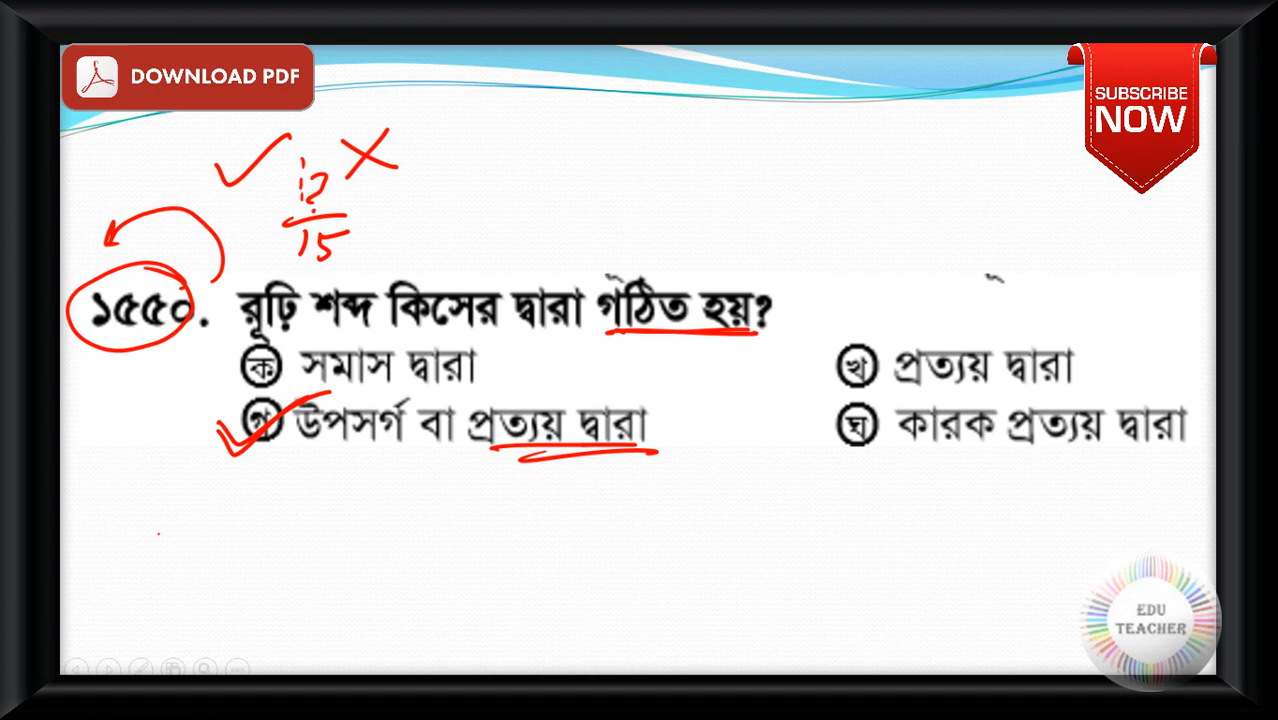 DOWNLOAD PDF
SUBSCRIBE
NOW
?
15
১৫৫০. রূঢ়ি শব্দ কিসের দ্বারা গঠিত হয়?
ক সমাস দ্বারা
খ প্রত্যয় দ্বারা
গ উপসর্গ বা প্রত্যয় দ্বারা
ঘ কারক প্রত্যয় দ্বারা
EDU
TEACHER